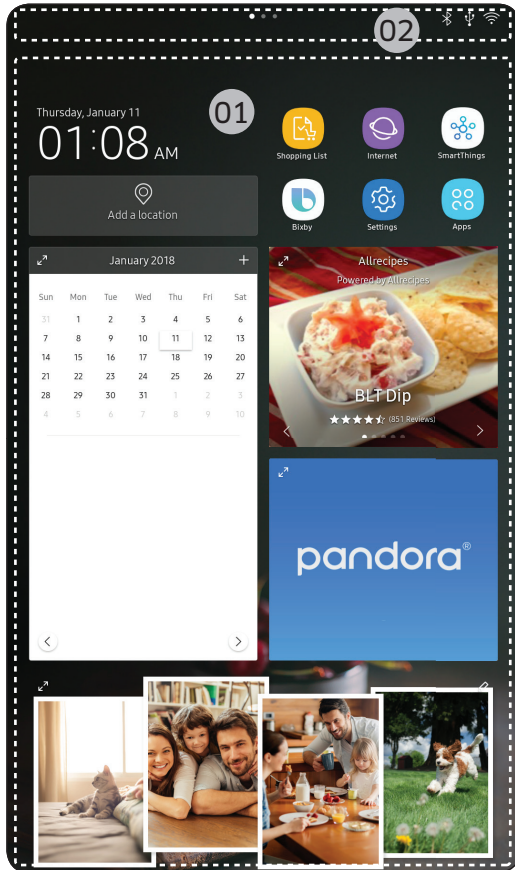 02
01
Thursday, January 11
01:08 AM
Add a location
Shopping List
Internet
SmartThings
Bixby
Settings
Apps
January 2018
Sun Mon Tue Wed Thu Fri Sat
31 1 2 3 4 5 6
7 8 9 10 11 12 13
14 15 16 17 18 19 20
21 22 23 24 25 26 27
28 29 30 31 1 2 3
4 5 6 7 8 9 10
Allrecipes
Powered by Allrecipes
BLT Dip
(851 Reviews)
pandora®